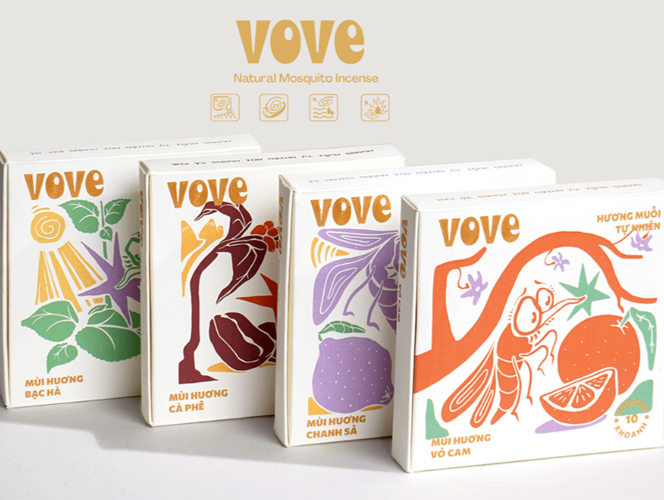 vove
Natural Mosquito Incense
vove
MÙI HƯƠNG
BẠC HÀ
vove
MÙI HƯƠNG
CÀ PHÊ
vove
MÙI HƯƠNG
CHANH SẢ
vove
vove
HƯƠNG MUỖI
TỰ NHIÊN
MÙI HƯƠNG
VỎ CAM
10
KHOANH